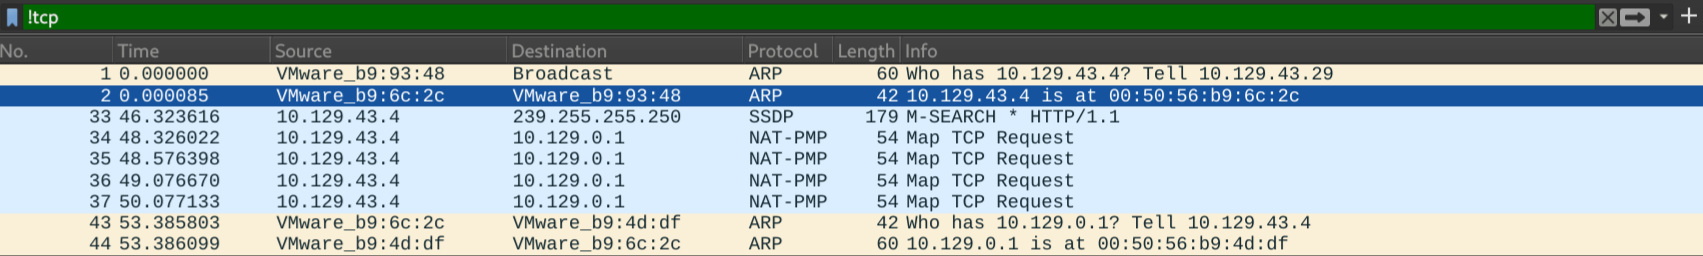 !tcp
No. Time Source Destination Protocol Length Info
1 0.000000 VMware_b9:93:48 Broadcast ARP 60 Who has 10.129.43.4? Tell 10.129.43.29
2 0.000085 VMware_b9:6c:2c VMware_b9:93:48 ARP 42 10.129.43.4 is at 00:50:56:b9:6c:2c
33 46.323616 10.129.43.4 239.255.255.250 SSDP 179 M-SEARCH * HTTP/1.1
34 48.326022 10.129.43.4 10.129.0.1 NAT-PMP 54 Map TCP Request
35 48.576398 10.129.43.4 10.129.0.1 NAT-PMP 54 Map TCP Request
36 49.076670 10.129.43.4 10.129.0.1 NAT-PMP 54 Map TCP Request
37 50.077133 10.129.43.4 10.129.0.1 NAT-PMP 54 Map TCP Request
43 53.385803 VMware_b9:6c:2c VMware_b9:4d:df ARP 42 Who has 10.129.0.1? Tell 10.129.43.4
44 53.386099 VMware_b9:4d:df VMware_b9:6c:2c ARP 60 10.129.0.1 is at 00:50:56:b9:4d:df